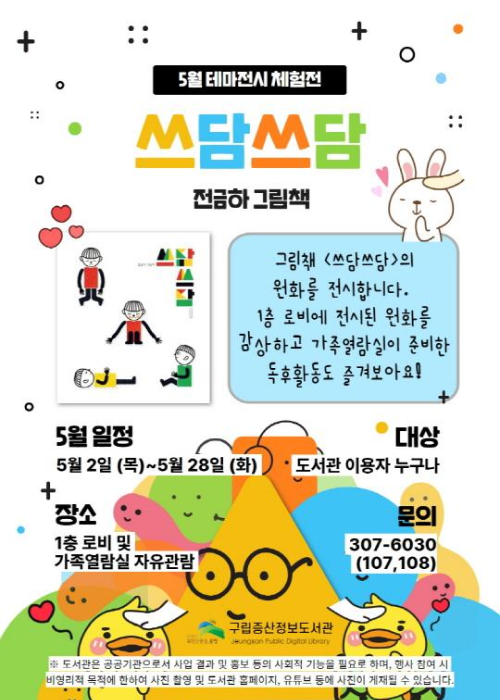 5월 테마전시 체험전
쓰담쓰담
전금하 그림책
쓰담
쓰담
그림책 <쓰담쓰담>의
원화를 전시합니다.
1층 로비에 전시된 원화를
감상하고 가족열람실이 준비한
독후활동도 즐겨보아요!
5월 일정
5월 2일 (목)~5월 28일 (화)
대상
도서관 이용자 누구나
장소
1층 로비 및
가족열람실 자유관람
문의
307-6030
(107,108)
구립증산정보도서관
Jeungsan Public Digital Library
※ 도서관은 공공기관으로서 사업 결과 및 홍보 등의 사회적 기능을 필요로 하며, 행사 참여 시
비영리적 목적에 한하여 사진 촬영 및 도서관 홈페이지, 유튜브 등에 사진이 게재될 수 있습니다.